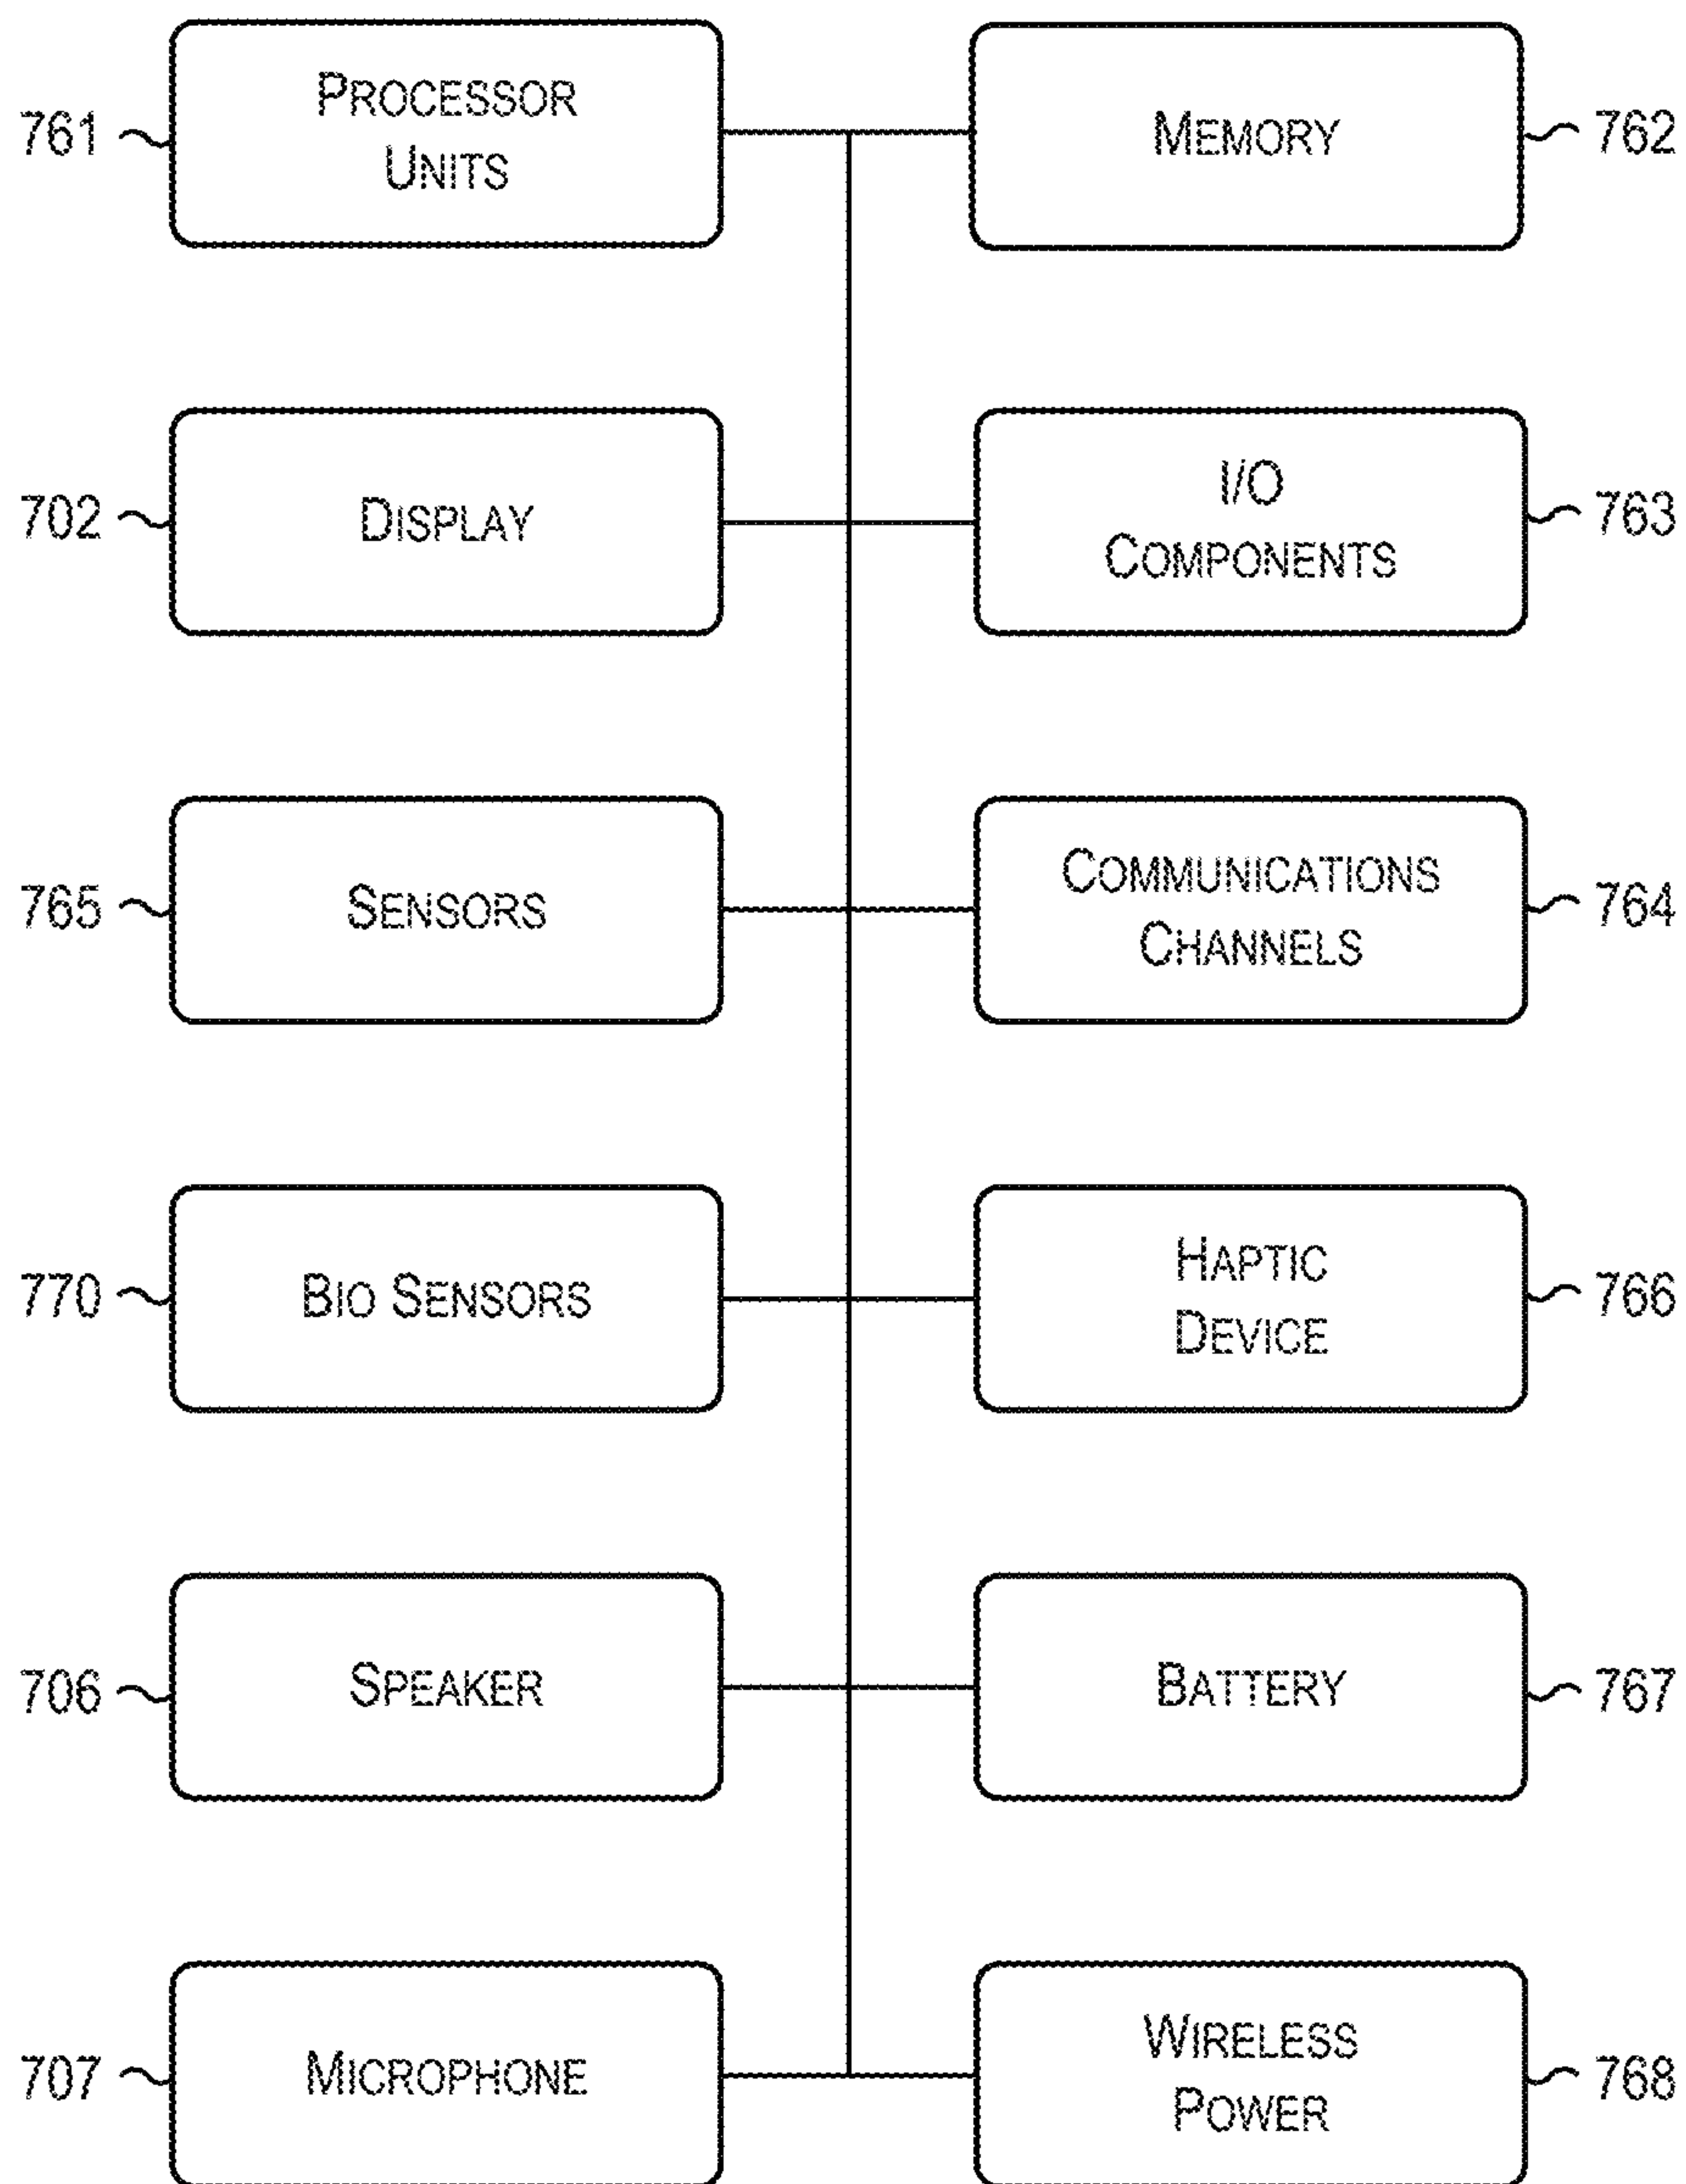 761
PROCESSOR
UNITS
MEMORY
762
702
DISPLAY
I/O
COMPONENTS
763
765
SENSORS
COMMUNICATIONS
CHANNELS
764
770
BIO SENSORS
HAPTIC
DEVICE
766
706
SPEAKER
BATTERY
767
707
MICROPHONE
WIRELESS
POWER
768